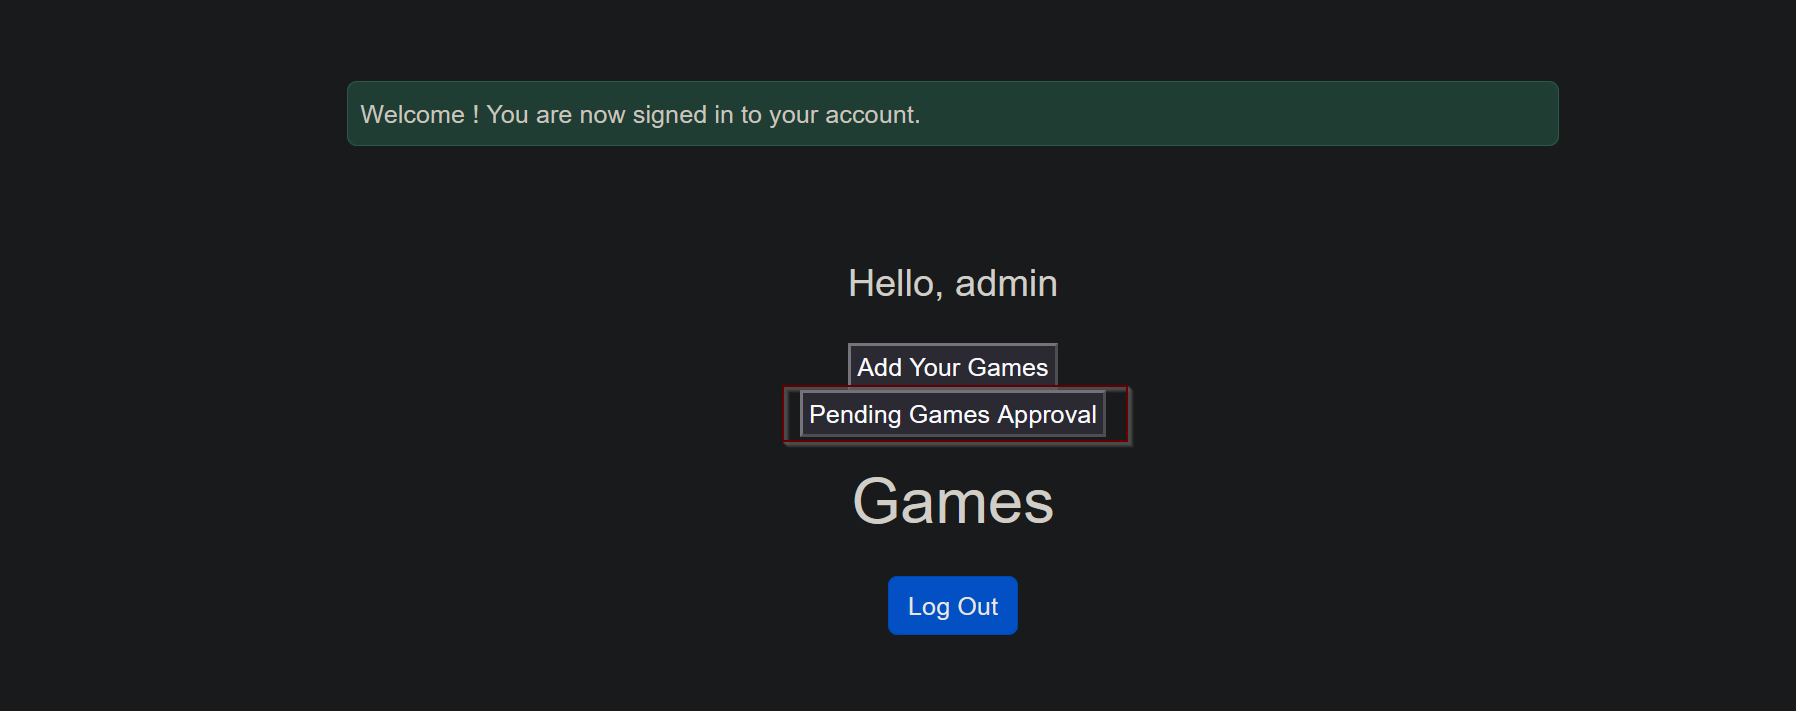 Welcome ! You are now signed in to your account.
Hello, admin
Add Your Games
Pending Games Approval
Games
Log Out